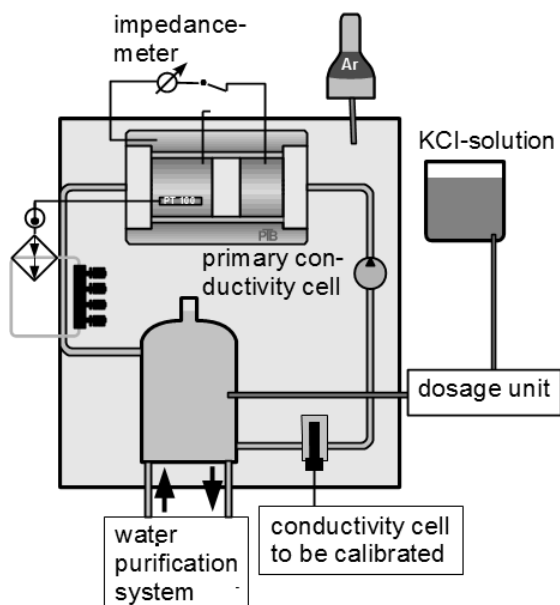 impedance-
meter
Ar
KCl-solution
PT 100
PTB
primary con-
ductivity cell
dosage unit
water
purification
system
conductivity cell
to be calibrated